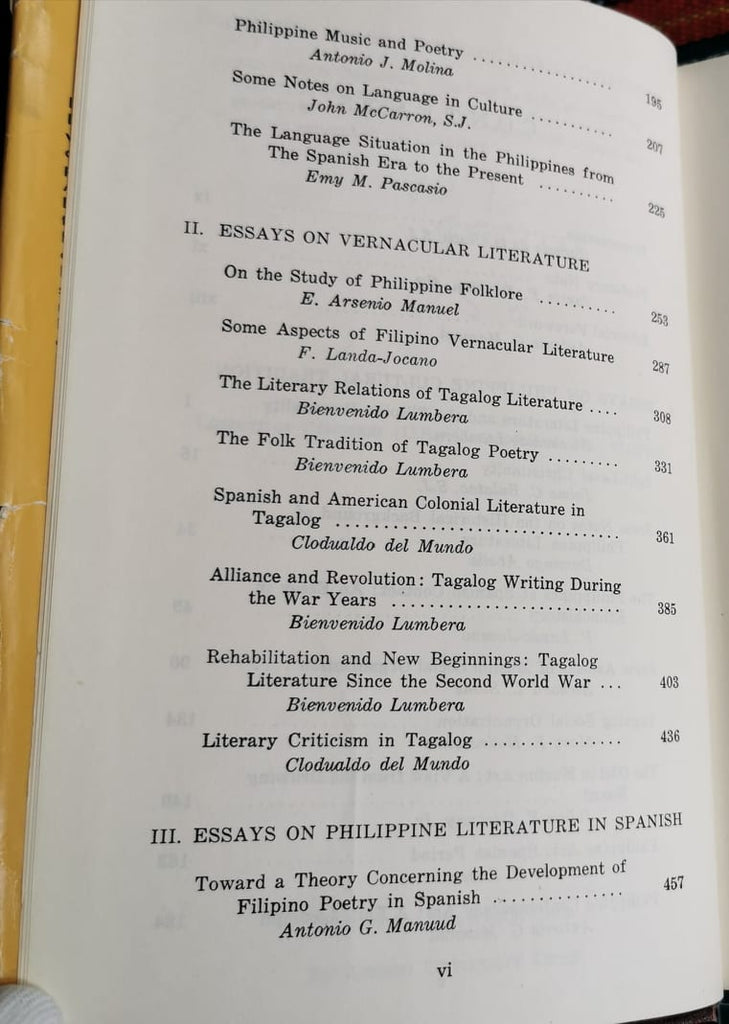 Philippine Music and Poetry .................. 195
Antonio J. Molina
Some Notes on Language in Culture ........... 207
John McCarron, S.J.
The Language Situation in the Philippines from
The Spanish Era to the Present .......... 225
Emy M. Pascasio
II. ESSAYS ON VERNACULAR LITERATURE
On the Study of Philippine Folklore .......... 253
E. Arsenio Manuel
Some Aspects of Filipino Vernacular Literature 287
F. Landa-Jocano
The Literary Relations of Tagalog Literature .... 308
Bienvenido Lumbera
The Folk Tradition of Tagalog Poetry ......... 331
Bienvenido Lumbera
Spanish and American Colonial Literature in
Tagalog .................................. 361
Clodualdo del Mundo
Alliance and Revolution: Tagalog Writing During
the War Years ........................... 385
Bienvenido Lumbera
Rehabilitation and New Beginnings: Tagalog
Literature Since the Second World War ... 403
Bienvenido Lumbera
Literary Criticism in Tagalog ................ 436
Clodualdo del Mundo
III. ESSAYS ON PHILIPPINE LITERATURE IN SPANISH
Toward a Theory Concerning the Development of
Filipino Poetry in Spanish ............... 457
Antonio G. Manuud
vi